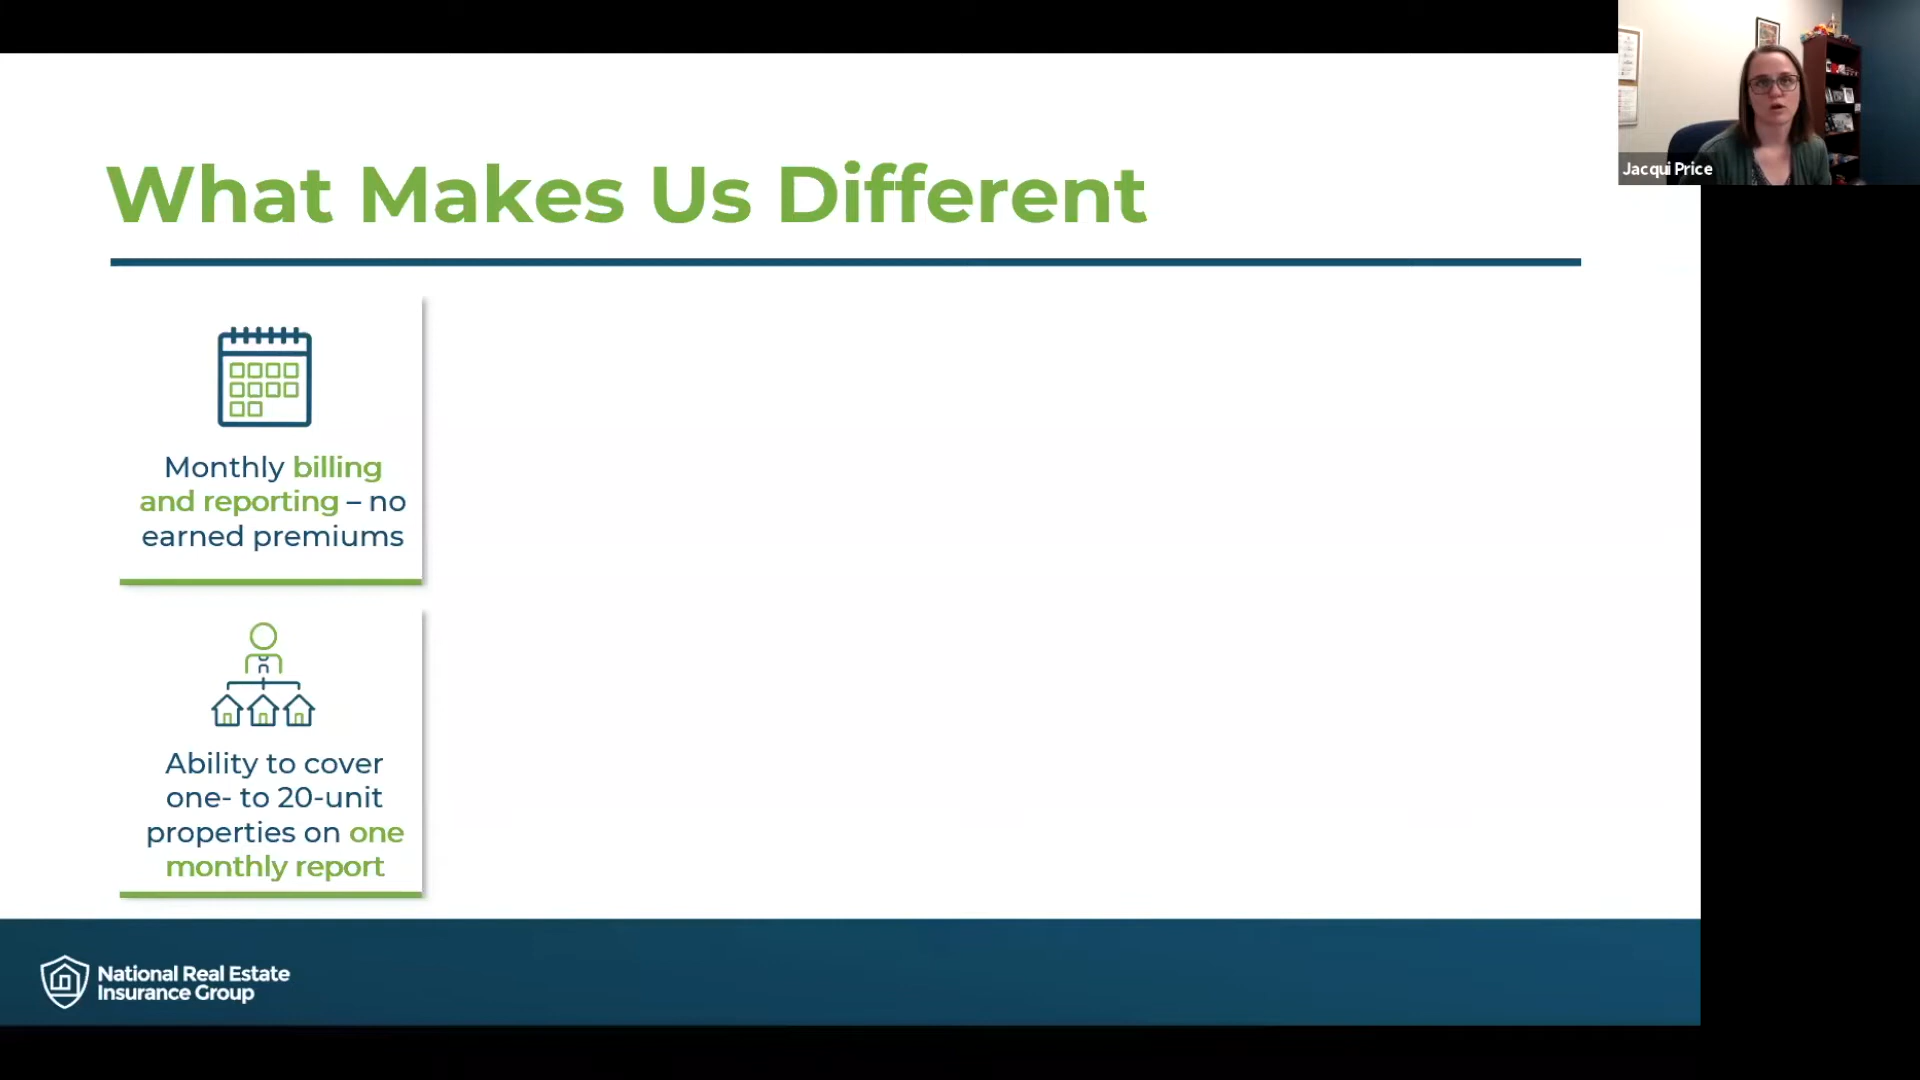 What Makes Us Different
Jacqui Price
Monthly billing
and reporting – no
earned premiums
Ability to cover
one- to 20-unit
properties on one
monthly report
National Real Estate
Insurance Group